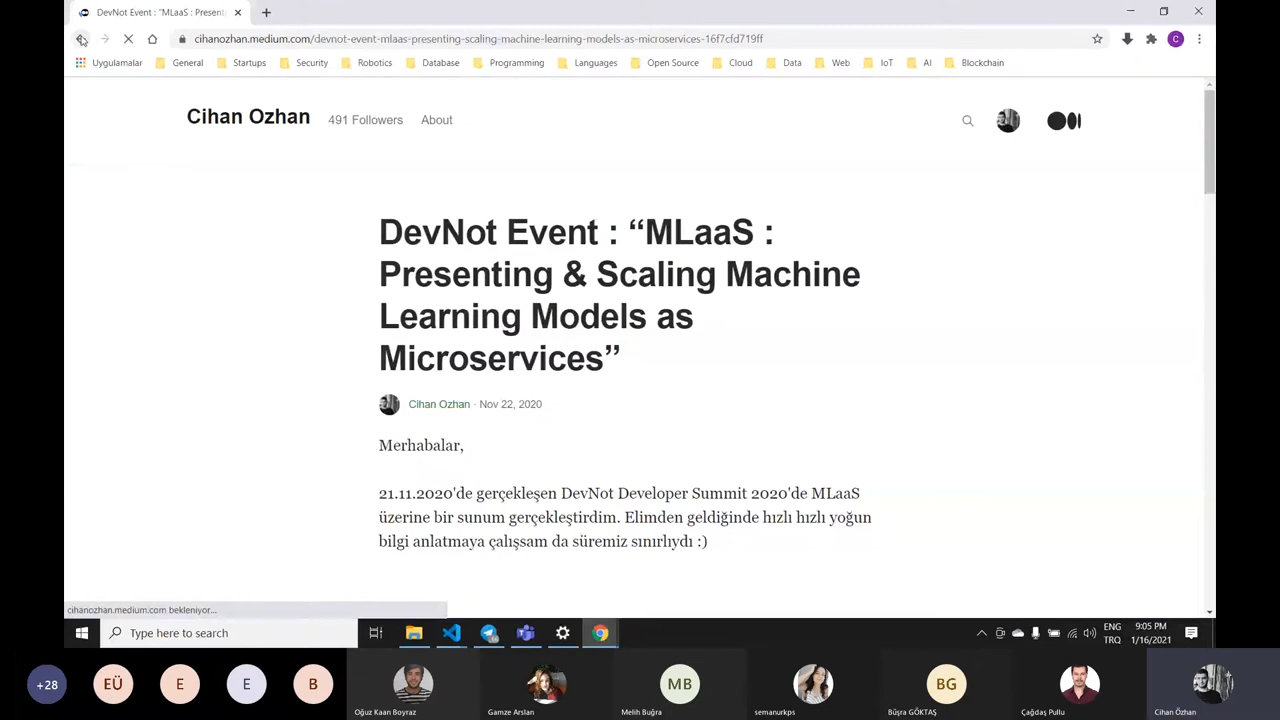 DevNot Event : “MLaaS : Present
cihanozhan.medium.com/devnot-event-mlaas-presenting-scaling-machine-learning-models-as-microservices-16f7cfd719ff
C
Uygulamalar General Startups Security Robotics Database Programming Languages Open Source Cloud Data Web IoT AI Blockchain
Cihan Ozhan 491 Followers About
DevNot Event : “MLaaS :
Presenting & Scaling Machine
Learning Models as
Microservices”
Cihan Ozhan · Nov 22, 2020
Merhabalar,
21.11.2020'de gerçekleşen DevNot Developer Summit 2020'de MLaaS
üzerine bir sunum gerçekleştirdim. Elimden geldiğinde hızlı hızlı yoğun
bilgi anlatmaya çalışsam da süremiz sınırlıydı :)
cihanozhan.medium.com bekleniyor...
Type here to search
ENG 9:05 PM
TRQ 1/16/2021
+28 EÜ E E B MB BG
Oğuz Kaan Boyraz Gamze Arslan Melih Buğra semanurkps Büşra GÖKTAŞ Çağdaş Pullu Cihan Özhan